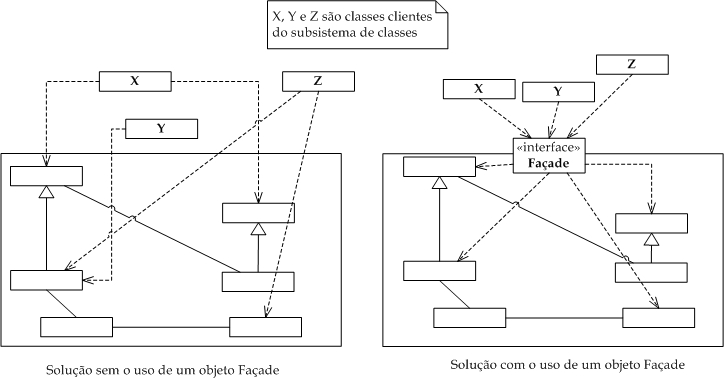 X, Y e Z são classes clientes
do subsistema de classes
X
Z
Y
X
Y
Z
«interface»
Façade
Solução sem o uso de um objeto Façade
Solução com o uso de um objeto Façade